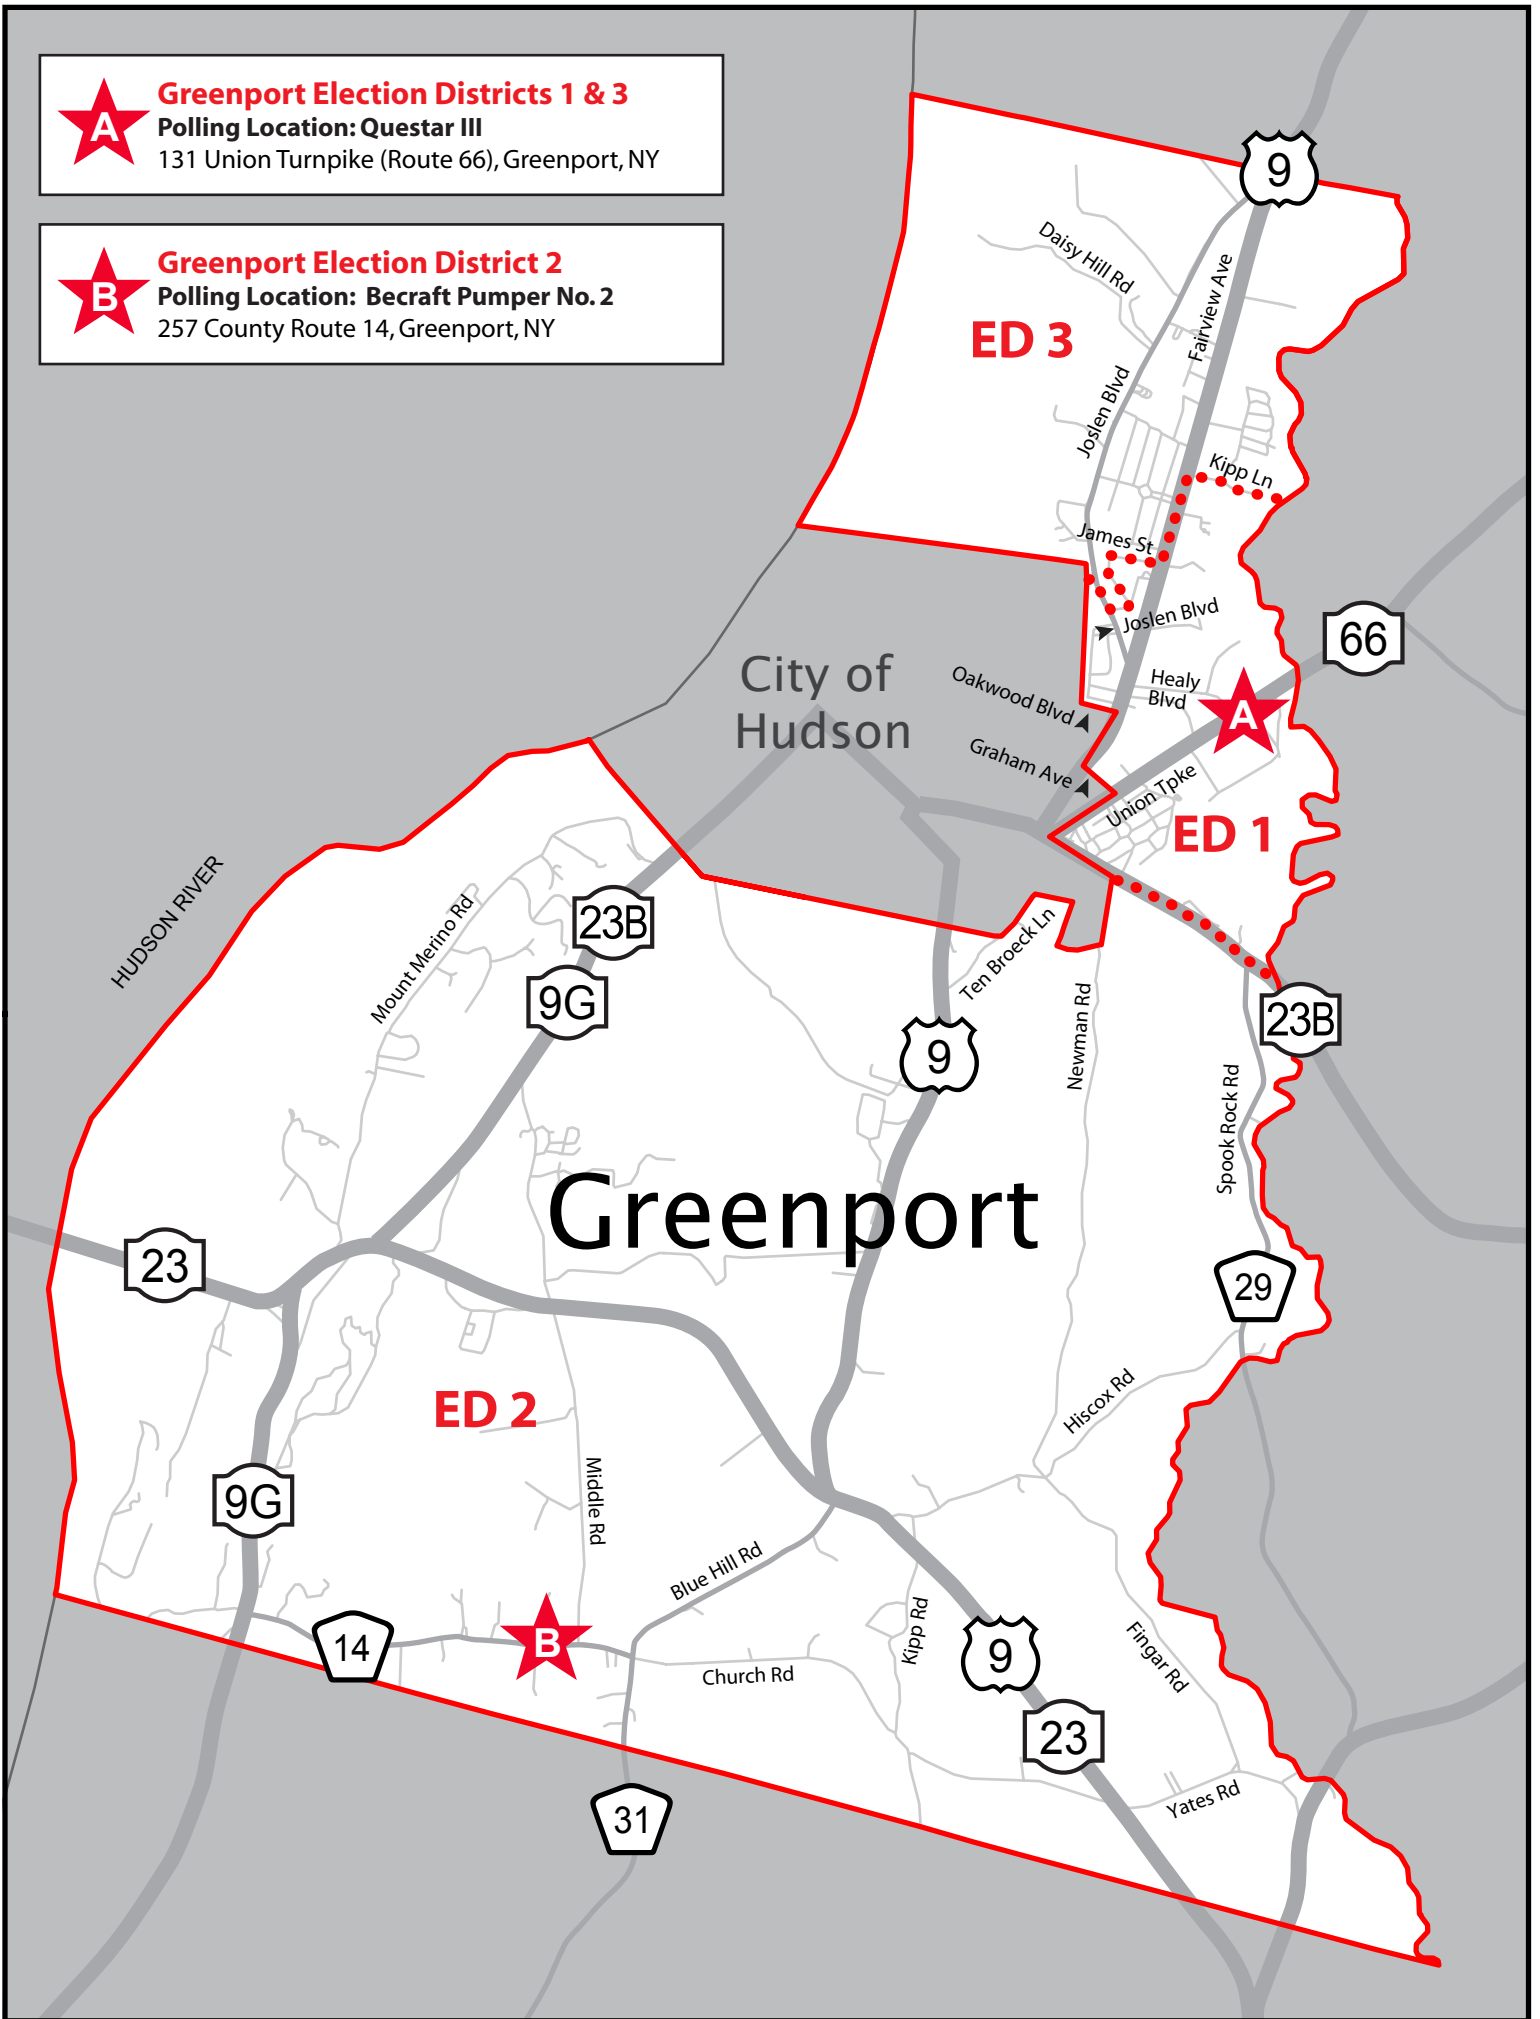 A
Greenport Election Districts 1 & 3
Polling Location: Questar III
131 Union Turnpike (Route 66), Greenport, NY
B
Greenport Election District 2
Polling Location: Becraft Pumper No. 2
257 County Route 14, Greenport, NY
9
Daisy Hill Rd
Fairview Ave
ED 3
Joslen Blvd
Kipp Ln
James St
Joslen Blvd
66
City of
Hudson
Oakwood Blvd
Healy
Blvd
A
Graham Ave
Union Tpke
ED 1
HUDSON RIVER
Mount Merino Rd
23B
9G
Ten Broeck Ln
9
Newman Rd
23B
Spook Rock Rd
Greenport
23
29
ED 2
Hiscox Rd
9G
Middle Rd
Blue Hill Rd
14
B
Church Rd
Kipp Rd
9
Fingar Rd
23
Yates Rd
31